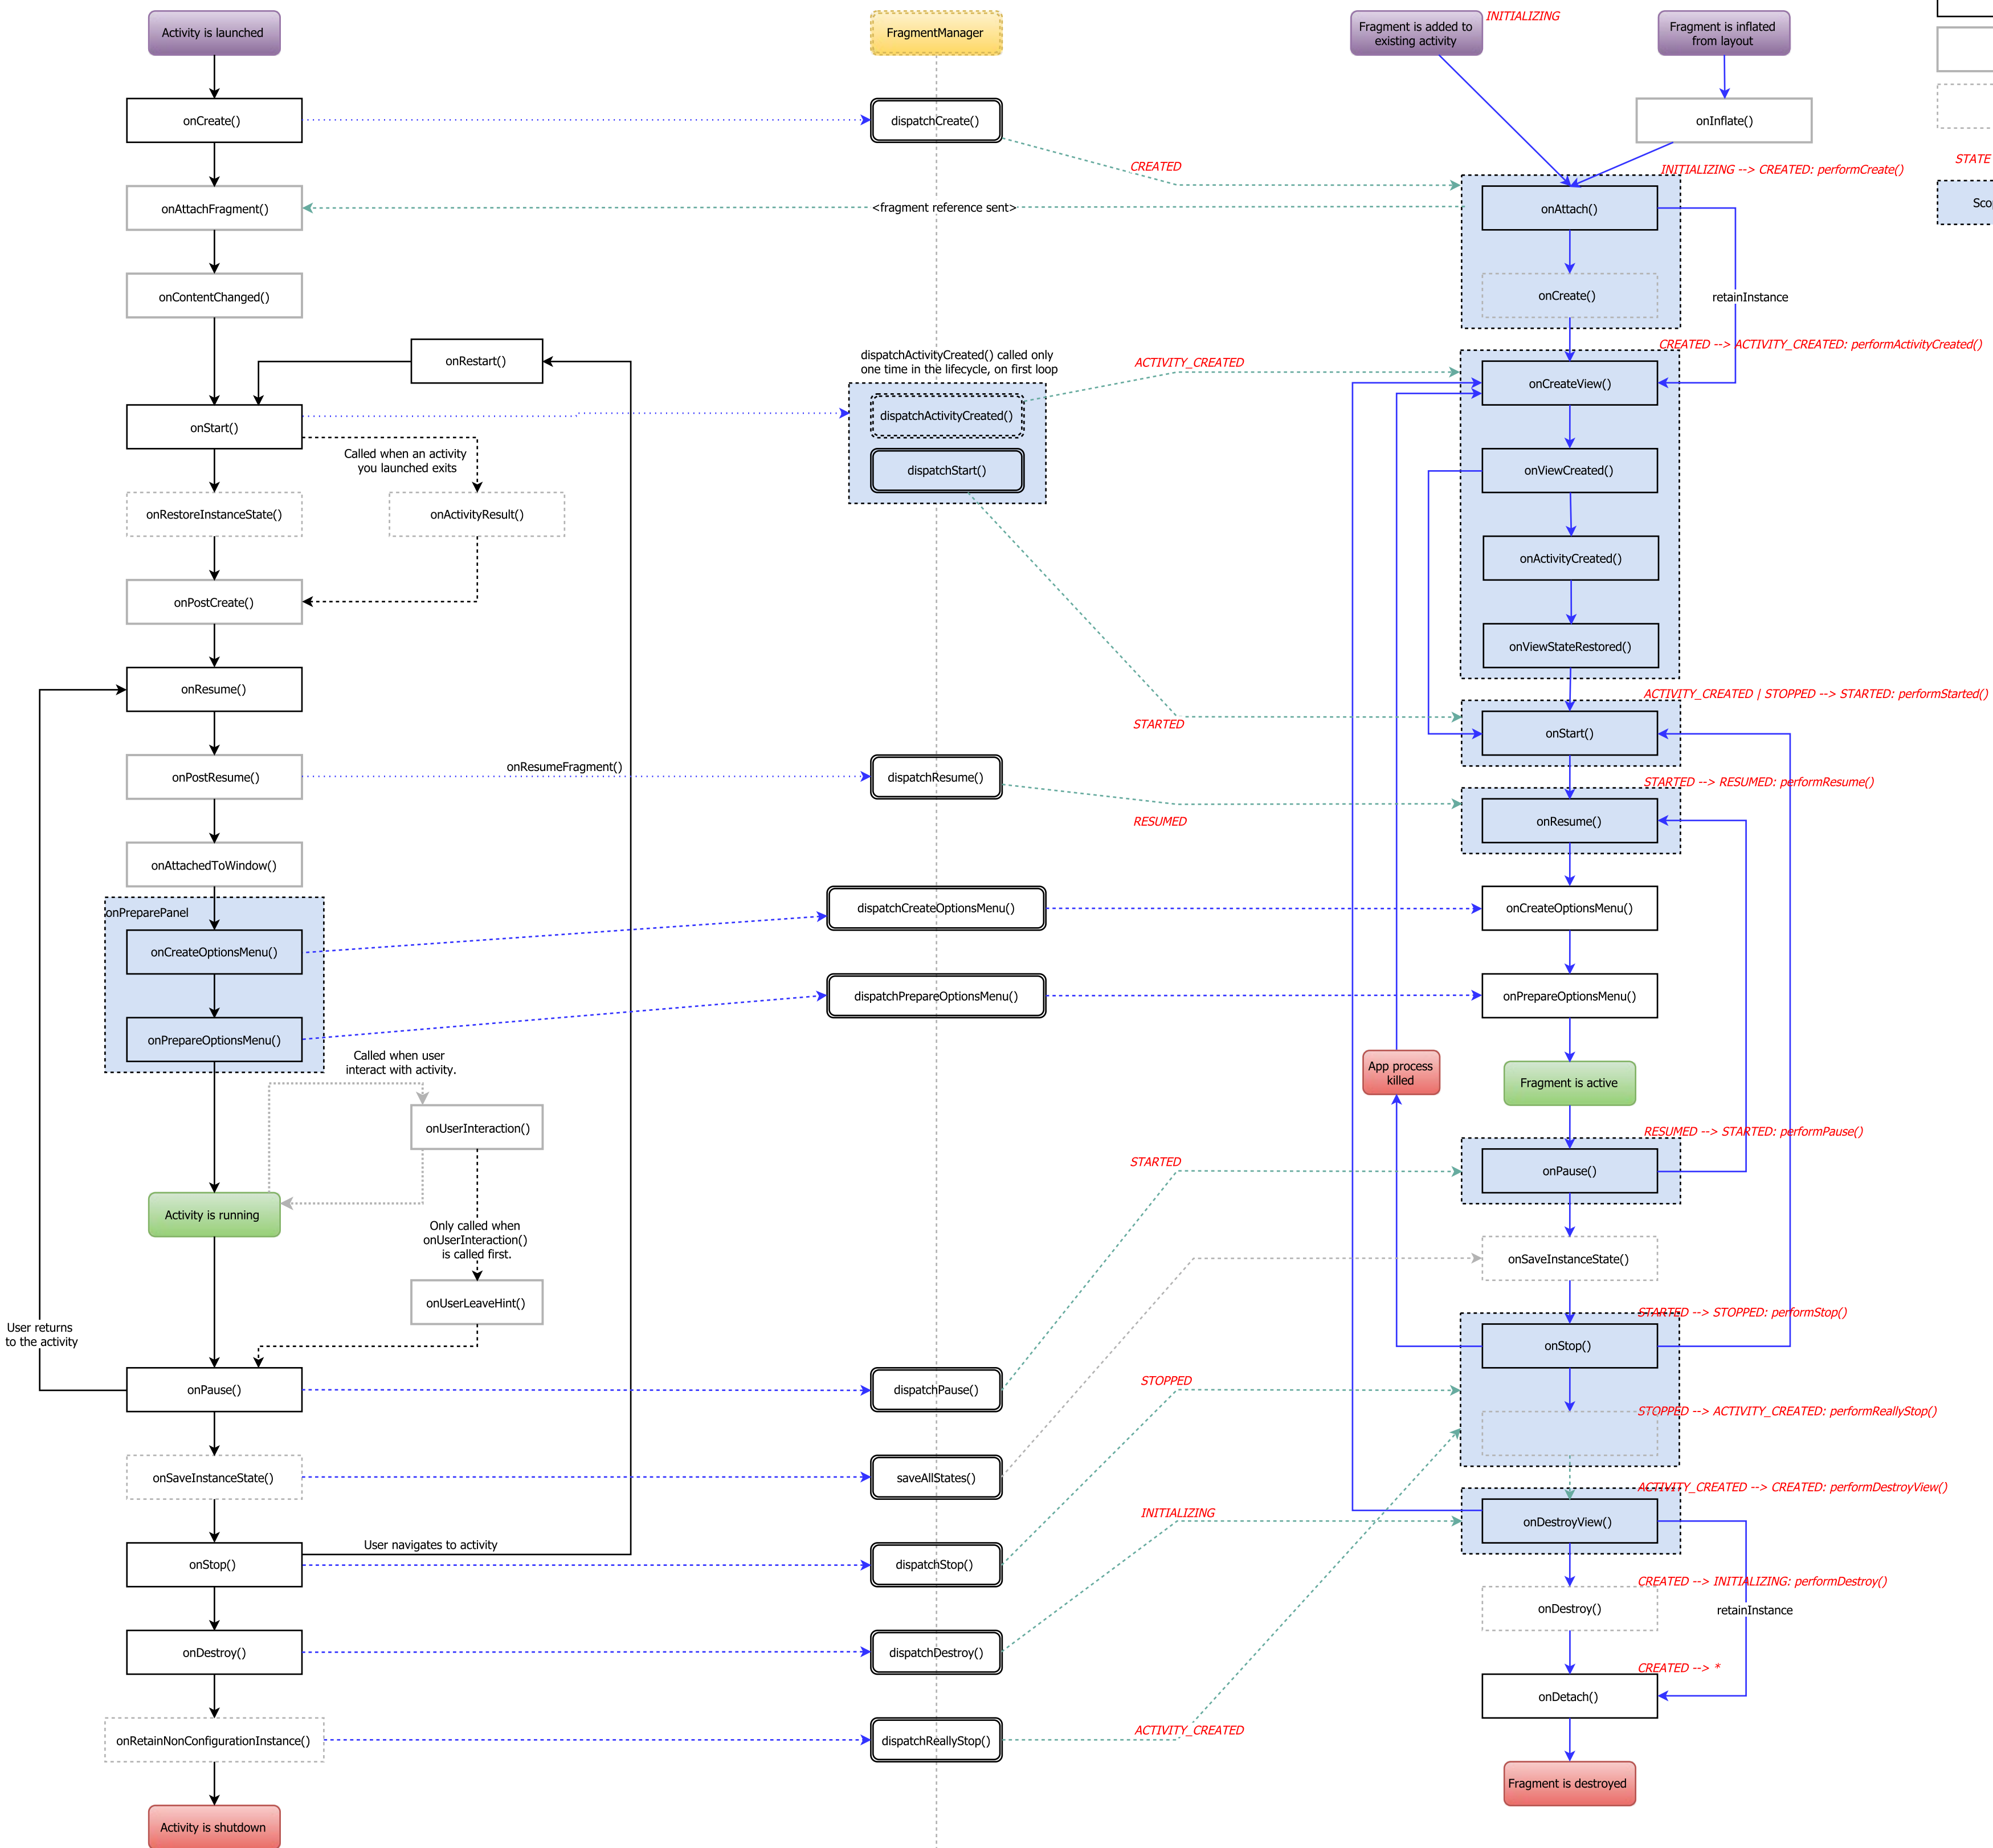 Activity is launched
FragmentManager
Fragment is added to
existing activity
INITIALIZING
Fragment is inflated
from layout
onCreate()
dispatchCreate()
onInflate()
CREATED
STATE
INITIALIZING --> CREATED: performCreate()
onAttachFragment()
<fragment reference sent>
onAttach()
onContentChanged()
onCreate()
retainInstance
onRestart()
dispatchActivityCreated() called only
one time in the lifecycle, on first loop
ACTIVITY_CREATED
CREATED --> ACTIVITY_CREATED: performActivityCreated()
onCreateView()
onStart()
dispatchActivityCreated()
Called when an activity
you launched exits
dispatchStart()
onViewCreated()
onRestoreInstanceState()
onActivityResult()
onActivityCreated()
onPostCreate()
onViewStateRestored()
onResume()
ACTIVITY_CREATED | STOPPED --> STARTED: performStarted()
STARTED
onStart()
onPostResume()
onResumeFragment()
dispatchResume()
STARTED --> RESUMED: performResume()
RESUMED
onResume()
onAttachedToWindow()
onPreparePanel
dispatchCreateOptionsMenu()
onCreateOptionsMenu()
onCreateOptionsMenu()
dispatchPrepareOptionsMenu()
onPrepareOptionsMenu()
onPrepareOptionsMenu()
Called when user
interact with activity.
App process
killed
Fragment is active
onUserInteraction()
RESUMED --> STARTED: performPause()
STARTED
onPause()
Activity is running
Only called when
onUserInteraction()
is called first.
onSaveInstanceState()
onUserLeaveHint()
STARTED --> STOPPED: performStop()
User returns
to the activity
onStop()
onPause()
dispatchPause()
STOPPED
STOPPED --> ACTIVITY_CREATED: performReallyStop()
onSaveInstanceState()
saveAllStates()
ACTIVITY_CREATED --> CREATED: performDestroyView()
INITIALIZING
onDestroyView()
User navigates to activity
onStop()
dispatchStop()
CREATED --> INITIALIZING: performDestroy()
onDestroy()
retainInstance
onDestroy()
dispatchDestroy()
CREATED --> *
onDetach()
onRetainNonConfigurationInstance()
dispatchReallyStop()
ACTIVITY_CREATED
Fragment is destroyed
Activity is shutdown